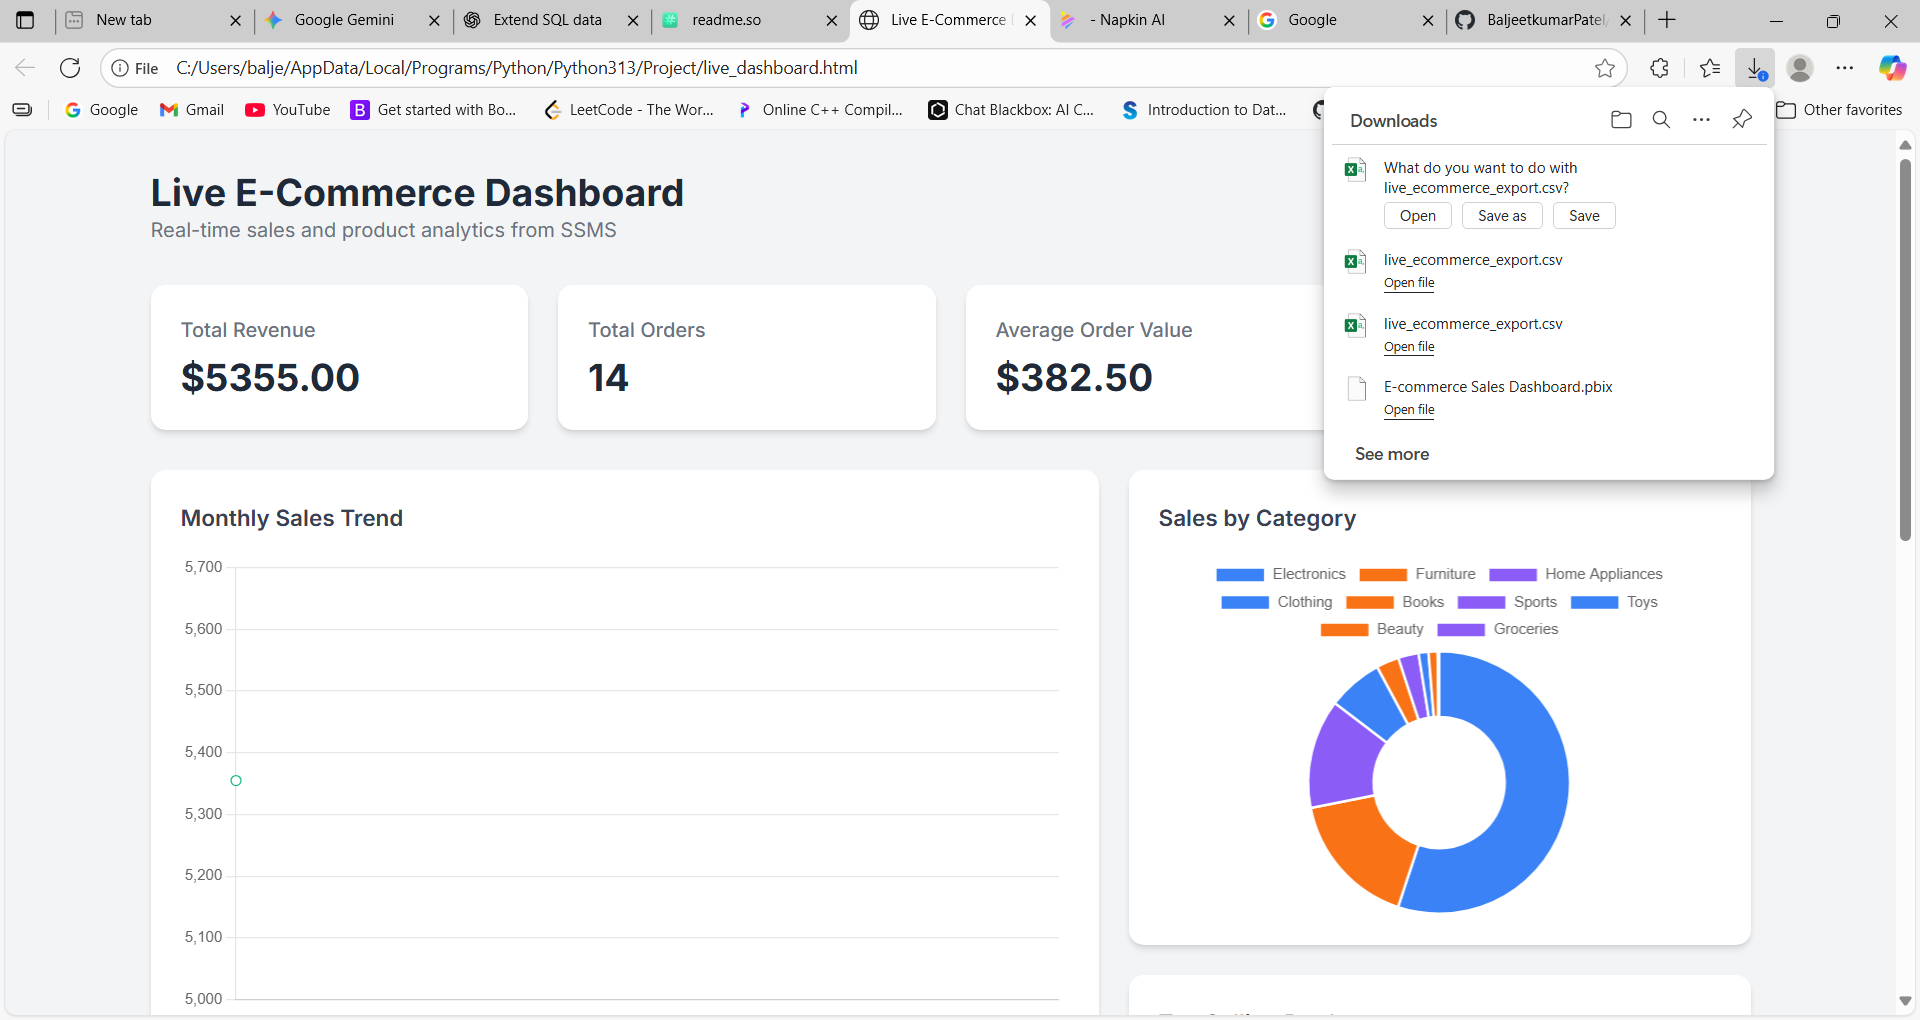 New tab
Google Gemini
Extend SQL data
readme.so
Live E-Commerce
- Napkin AI
Google
BaljeetkumarPatel/
File C:/Users/balje/AppData/Local/Programs/Python/Python313/Project/live_dashboard.html
Google
Gmail
YouTube
Get started with Bo...
LeetCode - The Wor...
Online C++ Compil...
Chat Blackbox: AI C...
Introduction to Dat...
Other favorites
Downloads
What do you want to do with
live_ecommerce_export.csv?
Open
Save as
Save
live_ecommerce_export.csv
Open file
live_ecommerce_export.csv
Open file
E-commerce Sales Dashboard.pbix
Open file
See more
Live E-Commerce Dashboard
Real-time sales and product analytics from SSMS
Total Revenue
$5355.00
Total Orders
14
Average Order Value
$382.50
Monthly Sales Trend
5,700
5,600
5,500
5,400
5,300
5,200
5,100
5,000
Sales by Category
Electronics Furniture Home Appliances
Clothing Books Sports Toys
Beauty Groceries